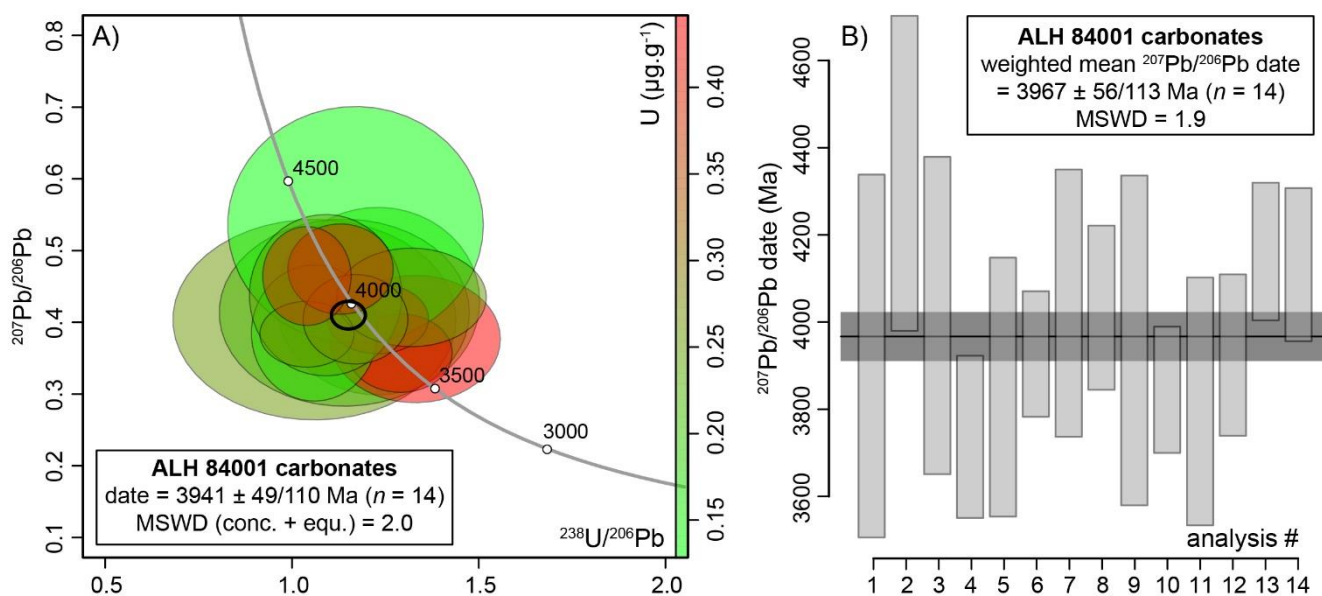 A)
0.8
0.7
0.6
0.5
0.4
0.3
0.2
0.1
²⁰⁷Pb/²⁰⁶Pb
4500
4000
3500
3000
ALH 84001 carbonates
date = 3941 ± 49/110 Ma (n = 14)
MSWD (conc. + equ.) = 2.0
²³⁸U/²⁰⁶Pb
0.5 1.0 1.5 2.0
U (µg.g⁻¹)
0.40
0.35
0.30
0.25
0.20
0.15
B)
ALH 84001 carbonates
weighted mean ²⁰⁷Pb/²⁰⁶Pb date
= 3967 ± 56/113 Ma (n = 14)
MSWD = 1.9
²⁰⁷Pb/²⁰⁶Pb date (Ma)
4600
4400
4200
4000
3800
3600
analysis #
1 2 3 4 5 6 7 8 9 10 11 12 13 14